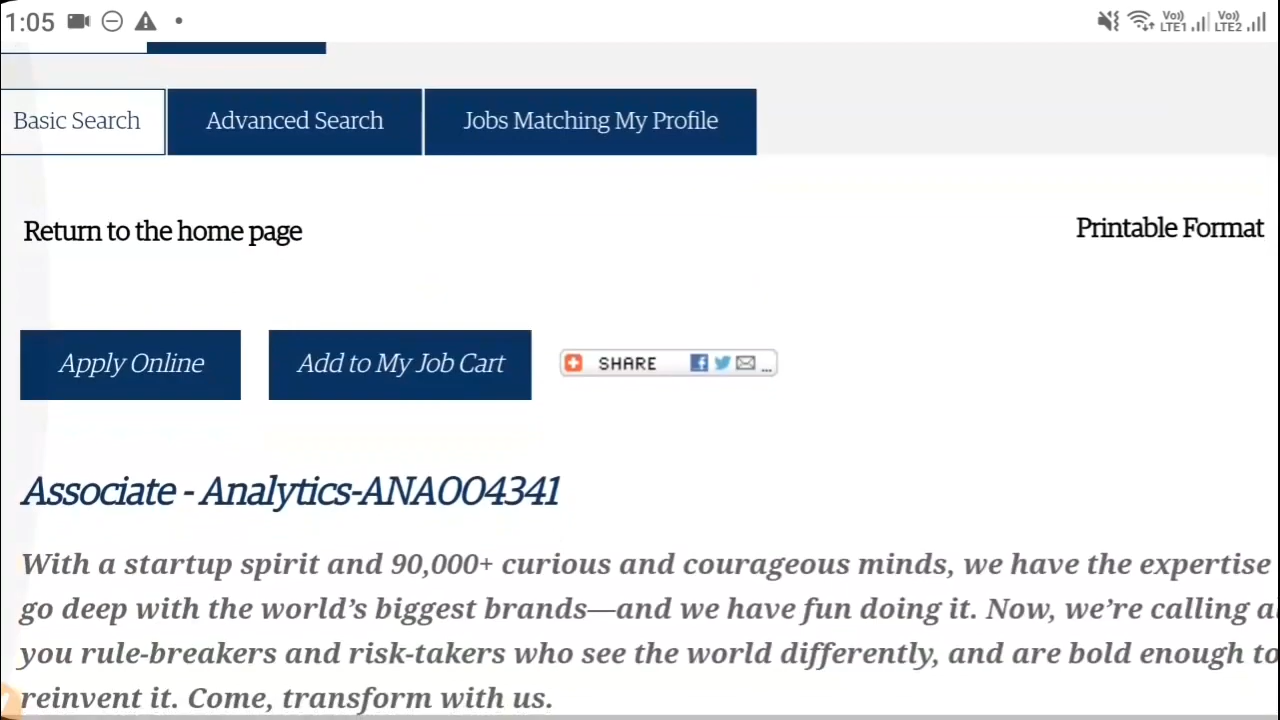 1:05
Vo)) LTE1 Vo)) LTE2
Basic Search Advanced Search Jobs Matching My Profile
Return to the home page Printable Format
Apply Online Add to My Job Cart SHARE ...
Associate - Analytics-ANA004341
With a startup spirit and 90,000+ curious and courageous minds, we have the expertise
go deep with the world’s biggest brands—and we have fun doing it. Now, we’re calling a
you rule-breakers and risk-takers who see the world differently, and are bold enough to
reinvent it. Come, transform with us.